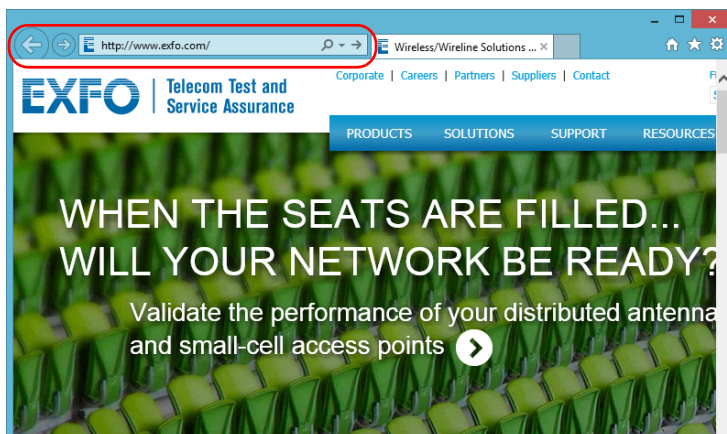 http://www.exfo.com/
Wireless/Wireline Solutions ...
EXFO
Telecom Test and
Service Assurance
Corporate | Careers | Partners | Suppliers | Contact
PRODUCTS SOLUTIONS SUPPORT RESOURCES
WHEN THE SEATS ARE FILLED...
WILL YOUR NETWORK BE READY?
Validate the performance of your distributed antenna
and small-cell access points